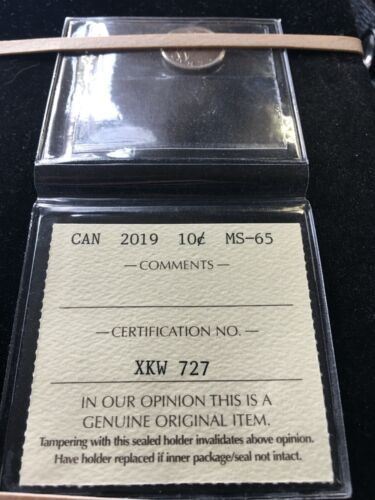 CAN 2019 10¢ MS-65
—COMMENTS—
—CERTIFICATION NO.—
XKW 727
IN OUR OPINION THIS IS A
GENUINE ORIGINAL ITEM.
Tampering with this sealed holder invalidates above opinion.
Have holder replaced if inner package/seal not intact.